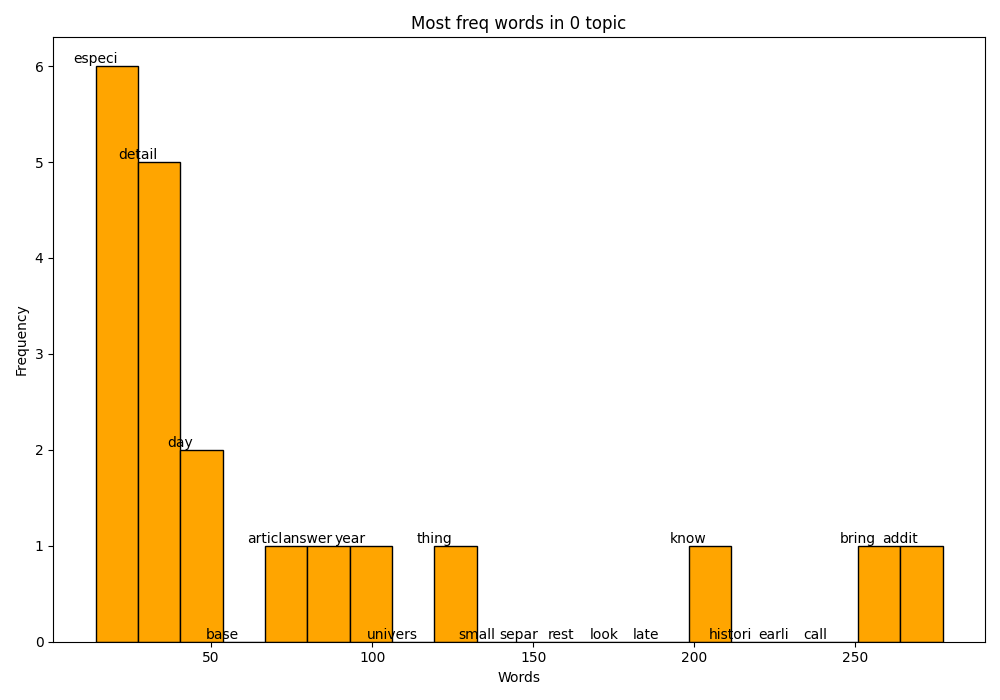 Most freq words in 0 topic
6
especi
5
detail
4
Frequency
3
2
day
1
articl
answer
year
thing
know
bring
addit
0
base
univers
small
separ
rest
look
late
histori
earli
call
50
100
150
200
250
Words